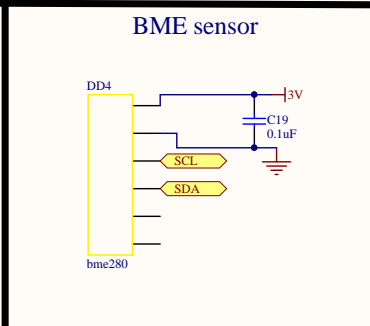 BME sensor
DD4
3V
C19
0.1uF
SCL
SDA
bme280